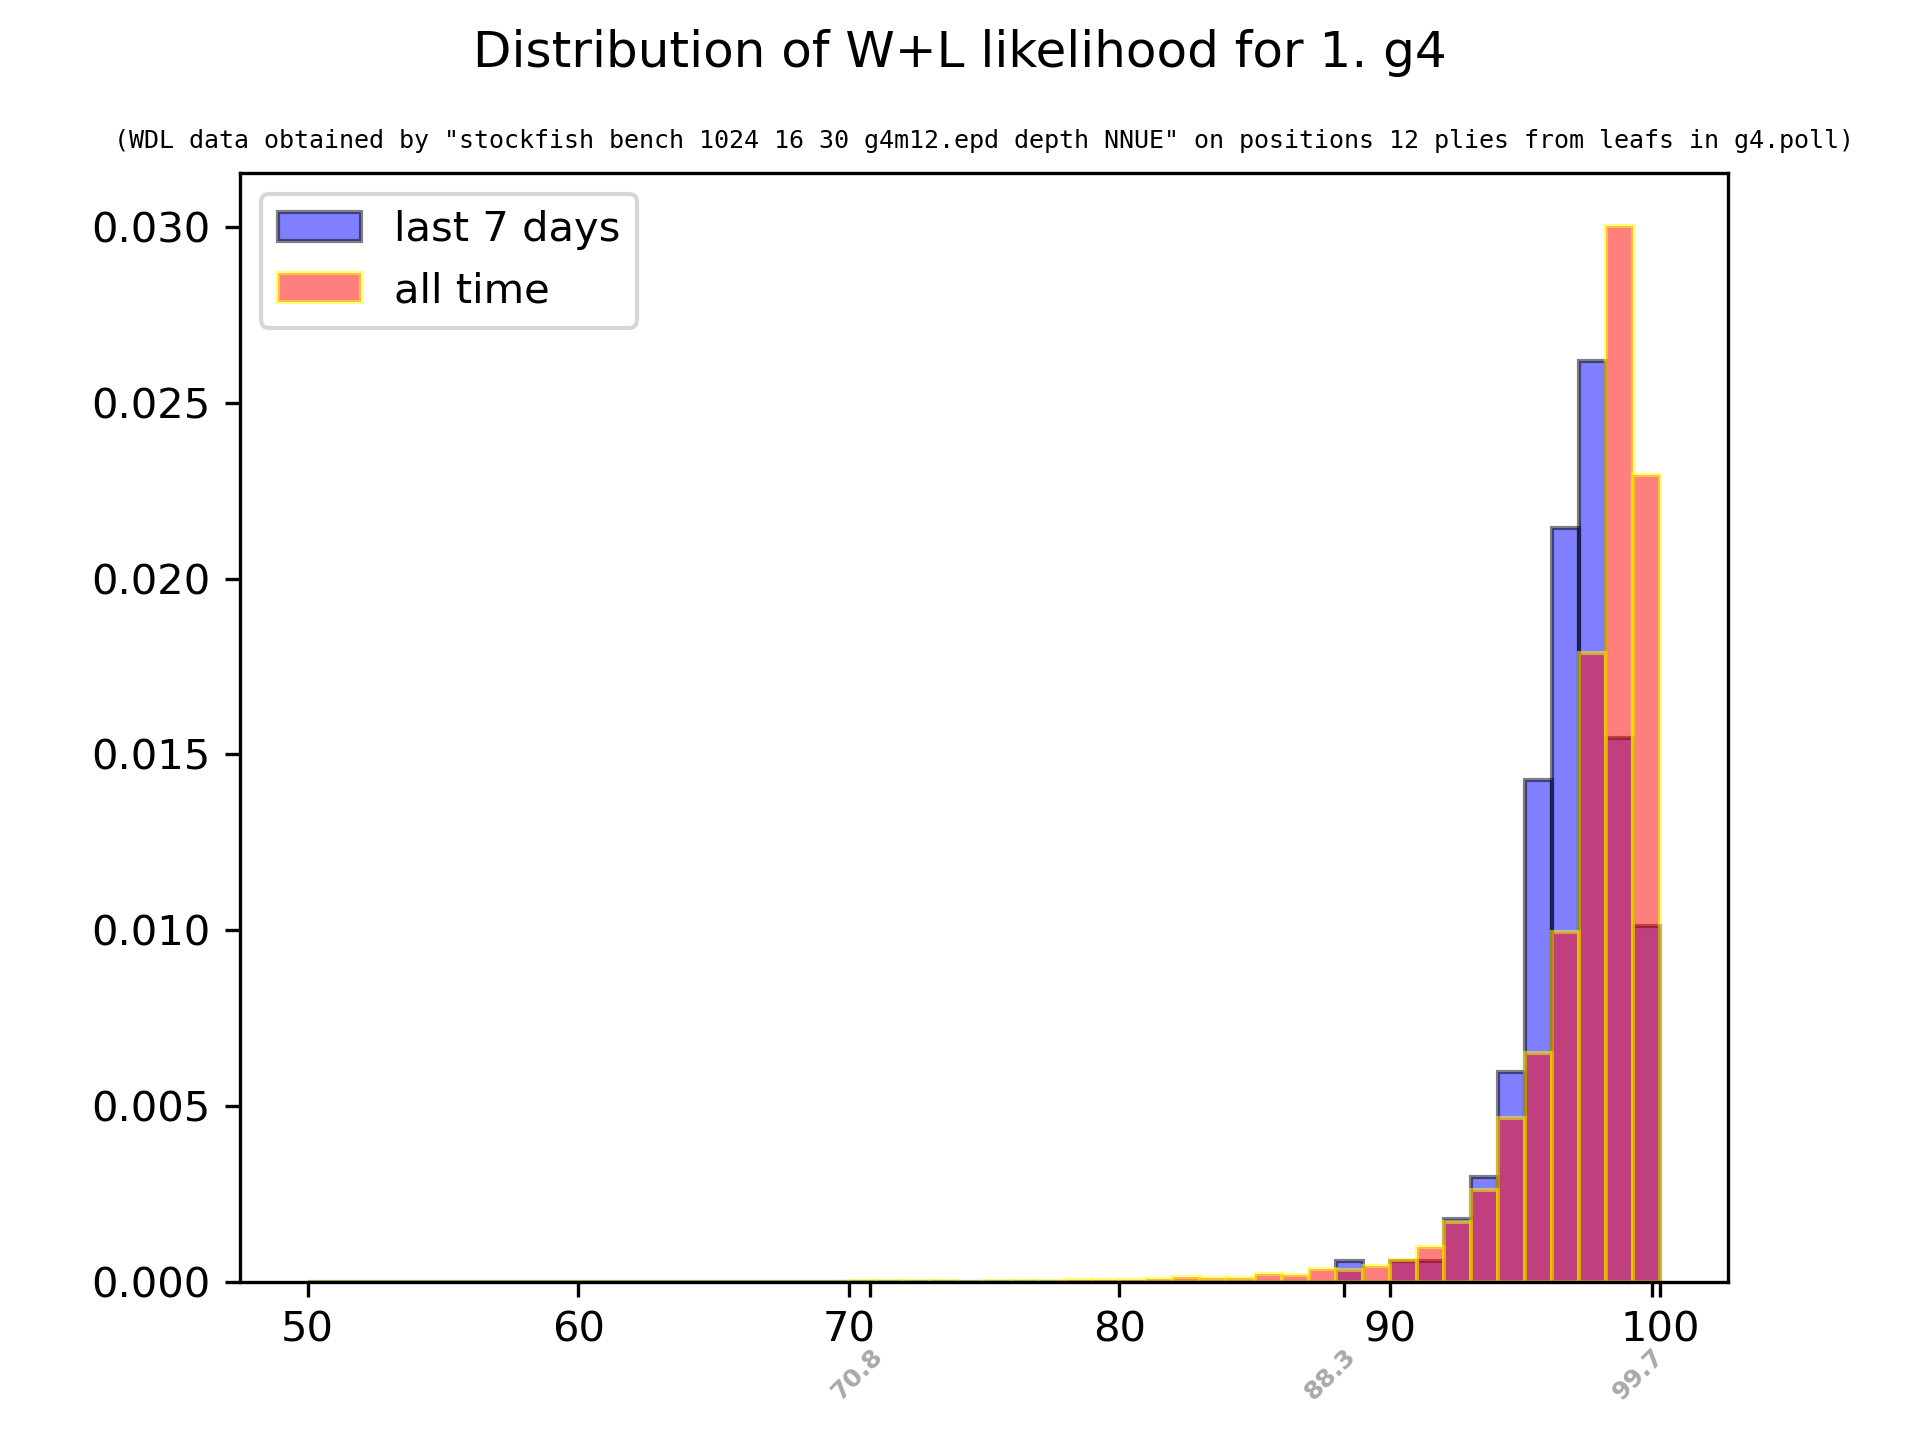 Distribution of W+L likelihood for 1. g4
(WDL data obtained by "stockfish bench 1024 16 30 g4m12.epd depth NNUE" on positions 12 plies from leafs in g4.poll)
last 7 days
all time
0.030
0.025
0.020
0.015
0.010
0.005
0.000
50 60 70 80 90 100
70.8 88.3 99.7